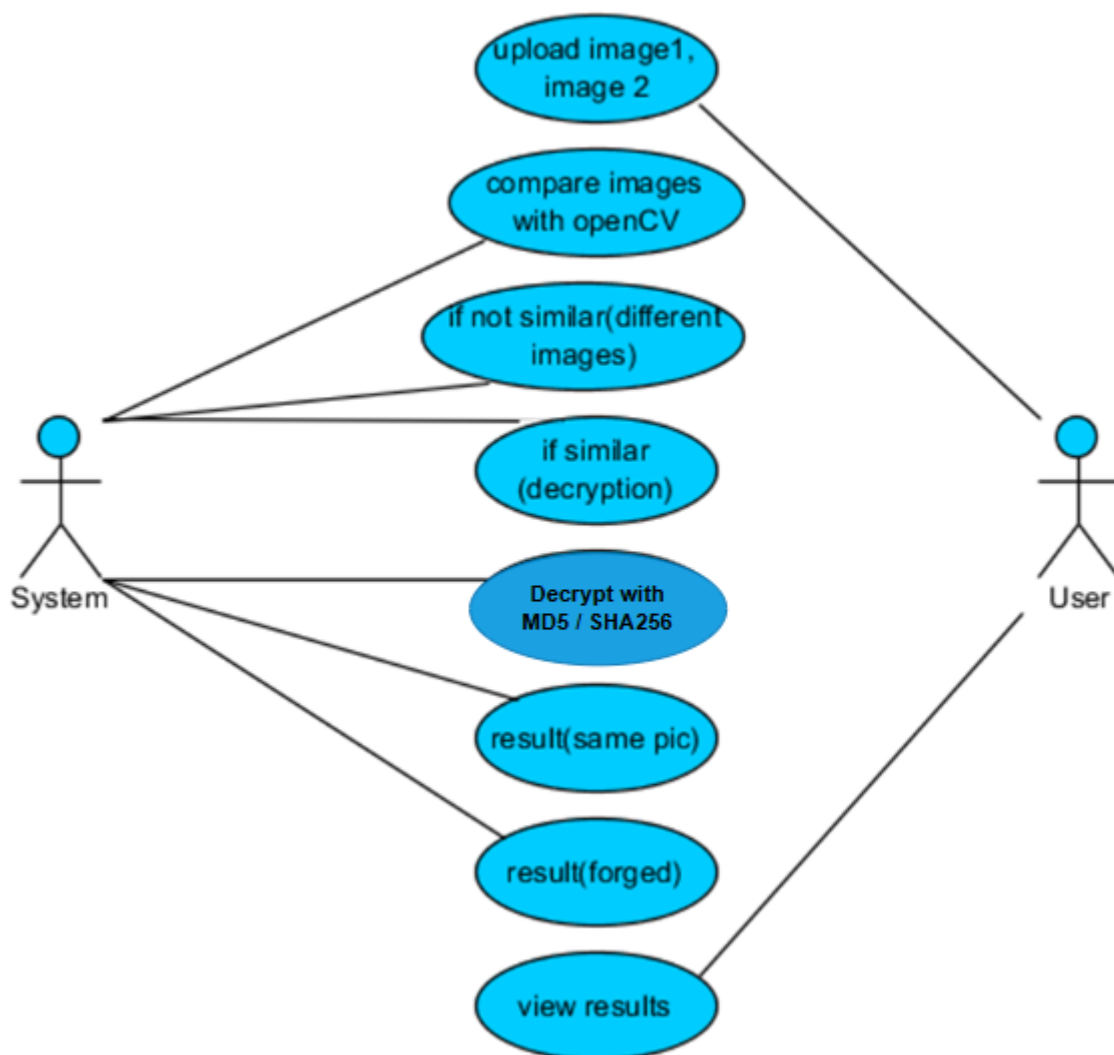 upload image1,
image 2
compare images
with openCV
if not similar(different
images)
if similar
(decryption)
System
User
Decrypt with
MD5 / SHA256
result(same pic)
result(forged)
view results